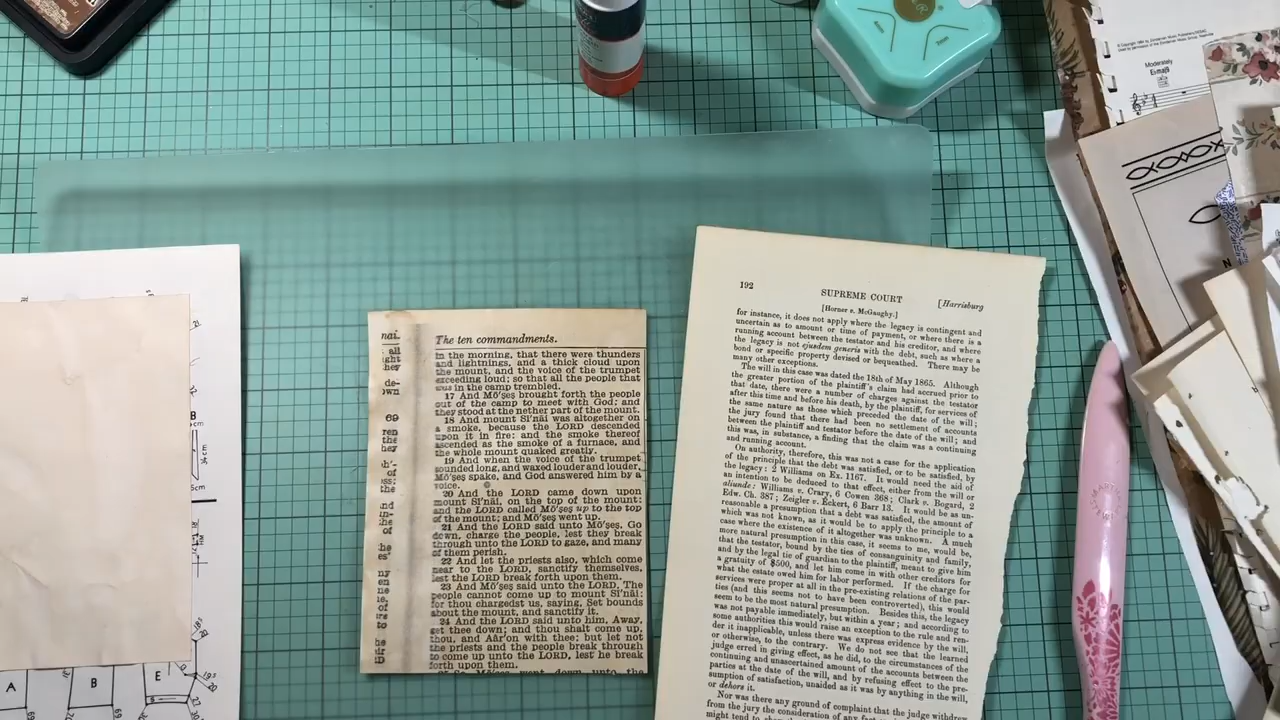 nai.
all
ight
hey
de-
own
ren
the
they
of
the
nd
of
he
es'
ny
en
ie,
of
to
he
The ten commandments.
in the morning, that there were thunders
and lightnings, and a thick cloud upon
the mount, and the voice of the trumpet
exceeding loud; so that all the people that
was in the camp trembled.
17 And Mō'ṣes brought forth the people
out of the camp to meet with God; and
they stood at the nether part of the mount.
18 And mount Sī'nāi was altogether on
a smoke, because the LORD descended
upon it in fire: and the smoke thereof
ascended as the smoke of a furnace, and
the whole mount quaked greatly.
19 And when the voice of the trumpet
sounded long, and waxed louder and louder,
Mō'ṣes spake, and God answered him by a
voice.
20 And the LORD came down upon
mount Sī'nāi, on the top of the mount:
and the LORD called Mō'ṣes up to the top
of the mount; and Mō'ṣes went up.
21 And the LORD said unto Mō'ṣes, Go
down, charge the people, lest they break
through unto the LORD to gaze, and many
of them perish.
22 And let the priests also, which come
near to the LORD, sanctify themselves,
lest the LORD break forth upon them.
23 And Mō'ṣes said unto the LORD, The
people cannot come up to mount Sī'nāi:
for thou chargedst us, saying, Set bounds
about the mount, and sanctify it.
24 And the LORD said unto him, Away,
get thee down; and thou shalt come up,
thou, and Aâr'on with thee: but let not
the priests and the people break through
to come up unto the LORD, lest he break
forth upon them.
192
SUPREME COURT
[Harrisburg
[Horner v. McGaughy.]
for instance, it does not apply where the legacy is contingent and
uncertain as to amount or time of payment, or where there is a
running account between the testator and his creditor, and where
the legacy is not ejusdem generis with the debt, such as where a
bond or specific property devised or bequeathed. There may be
many other exceptions.
The will in this case was dated the 18th of May 1865. Although
the greater portion of the plaintiff's claim had accrued prior to
that date, there were a number of charges against the testator
after this time and before his death, by the plaintiff, for services of
the same nature as those which preceded the date of the will;
the jury found that there had been no settlement of accounts
between the plaintiff and testator before the date of the will; and
this was, in substance, a finding that the claim was a continuing
and running account.
On authority, therefore, this was not a case for the application
of the principle that the debt was satisfied, or to be satisfied, by
the legacy: 2 Williams on Ex. 1167. It would need the aid of
an intention to be deduced to that effect, either from the will or
aliunde: Williams v. Crary, 6 Cowen 368; Clark v. Bogard, 2
Edw. Ch. 387; Zeigler v. Eckert, 6 Barr 13. It would be as un-
reasonable a presumption that a debt was satisfied, the amount of
which was not known, as it would be to apply the principle to a
case where the existence of it altogether was unknown. A much
more natural presumption in this case, it seems to me, would be,
that the testator, bound by the ties of consanguinity and family,
and by the legal tie of guardian to the plaintiff, meant to give him
a gratuity of $500, and let him come in with other creditors for
what the estate owed him for labor performed. If the charge for
services were proper at all in the pre-existing relations of the par-
ties (and this seems not to have been controverted), this would
seem to be the most natural presumption. Besides this, the legacy
was not payable immediately, but within a year; and according to
some authorities this would raise an exception to the rule and ren-
der it inapplicable, unless there was express evidence by the will,
or otherwise, to the contrary. We do not see that the learned
judge erred in giving effect, as he did, to the circumstances of the
continuing and unascertained amount of the accounts between the
parties at the date of the will, and by refusing effect to the pre-
sumption of satisfaction, unaided as it was by anything in the will,
or dehors it.
Nor was there any ground of complaint that the judge withdrew
from the jury the consideration of any
might tend to
Moderately
A
B
E
B
5cm